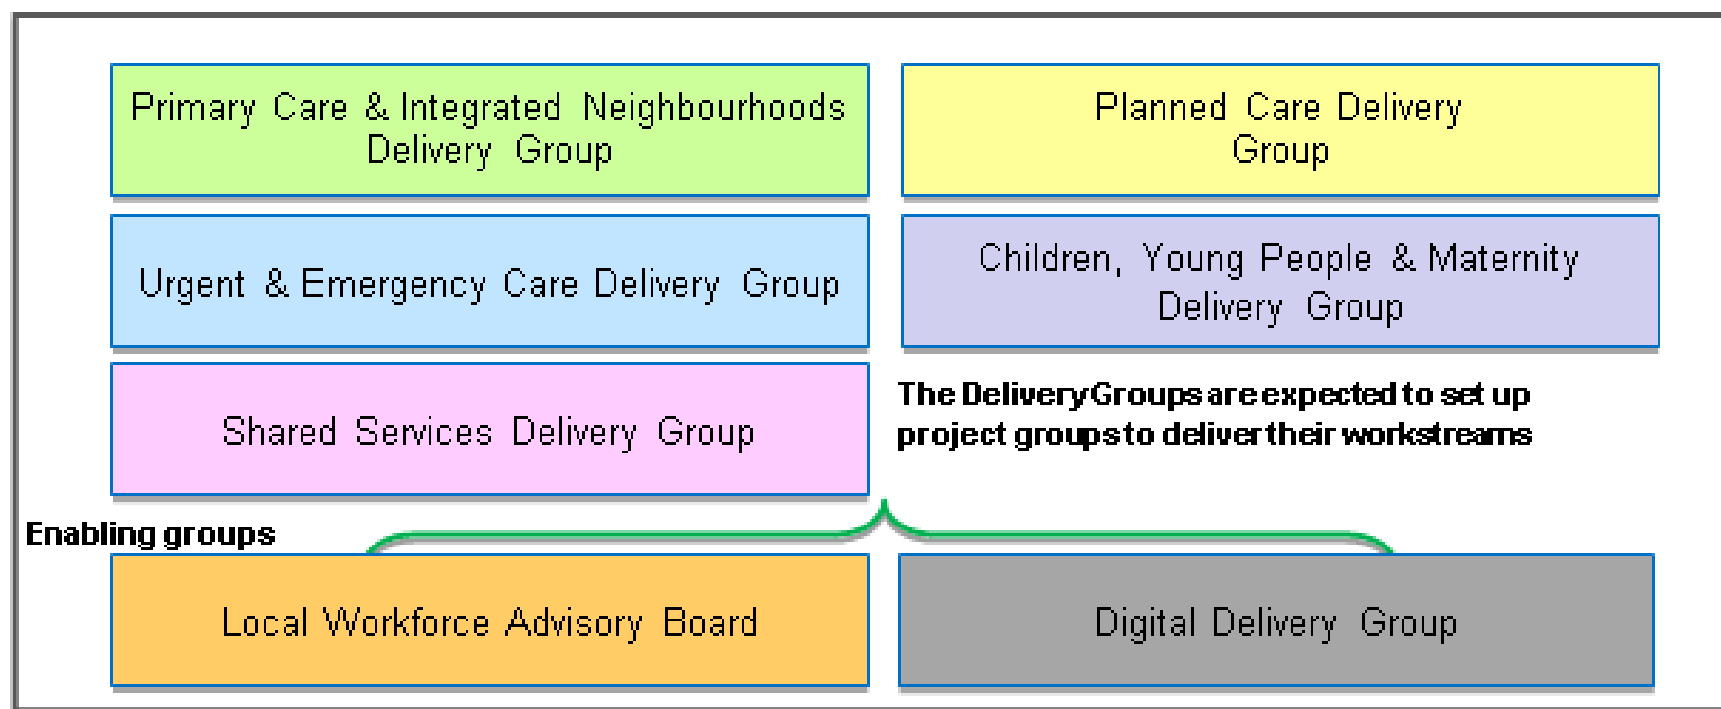 Primary Care & Integrated Neighbourhoods
Delivery Group
Planned Care Delivery
Group
Urgent & Emergency Care Delivery Group
Children, Young People & Maternity
Delivery Group
Shared Services Delivery Group
The Delivery Groups are expected to set up
project groups to deliver their workstreams
Enabling groups
Local Workforce Advisory Board
Digital Delivery Group